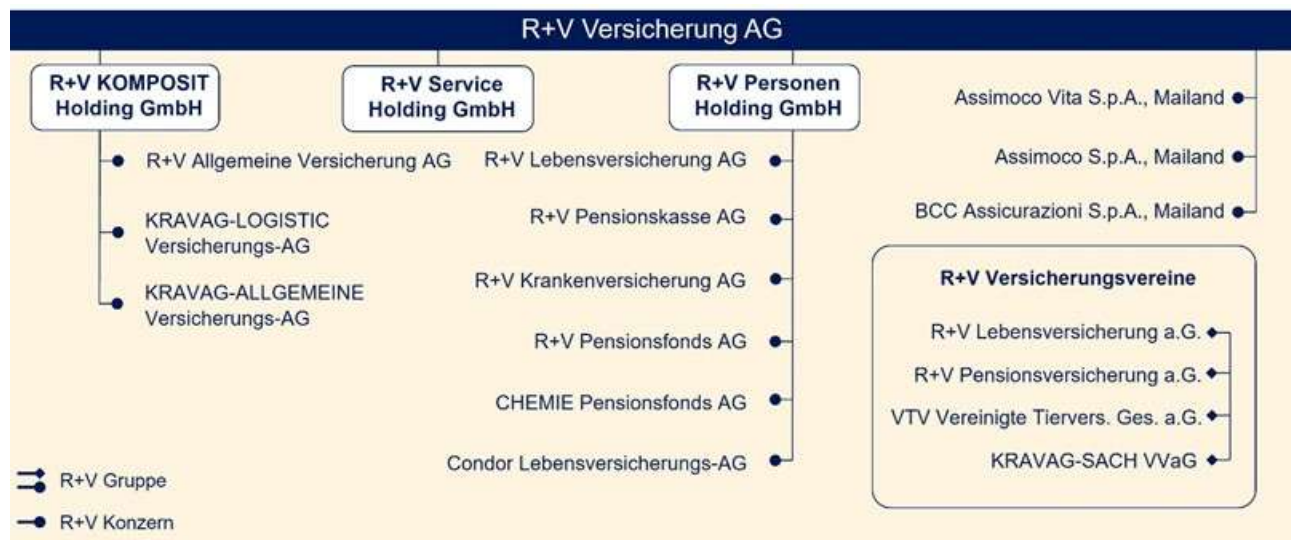 R+V Versicherung AG
R+V KOMPOSIT
Holding GmbH
R+V Allgemeine Versicherung AG
KRAVAG-LOGISTIC
Versicherungs-AG
KRAVAG-ALLGEMEINE
Versicherungs-AG
R+V Service
Holding GmbH
R+V Personen
Holding GmbH
R+V Lebensversicherung AG
R+V Pensionskasse AG
R+V Krankenversicherung AG
R+V Pensionsfonds AG
CHEMIE Pensionsfonds AG
Condor Lebensversicherungs-AG
Assimoco Vita S.p.A., Mailand
Assimoco S.p.A., Mailand
BCC Assicurazioni S.p.A., Mailand
R+V Versicherungsvereine
R+V Lebensversicherung a.G.
R+V Pensionsversicherung a.G.
VTV Vereinigte Tiervers. Ges. a.G.
KRAVAG-SACH VVaG
R+V Gruppe
R+V Konzern